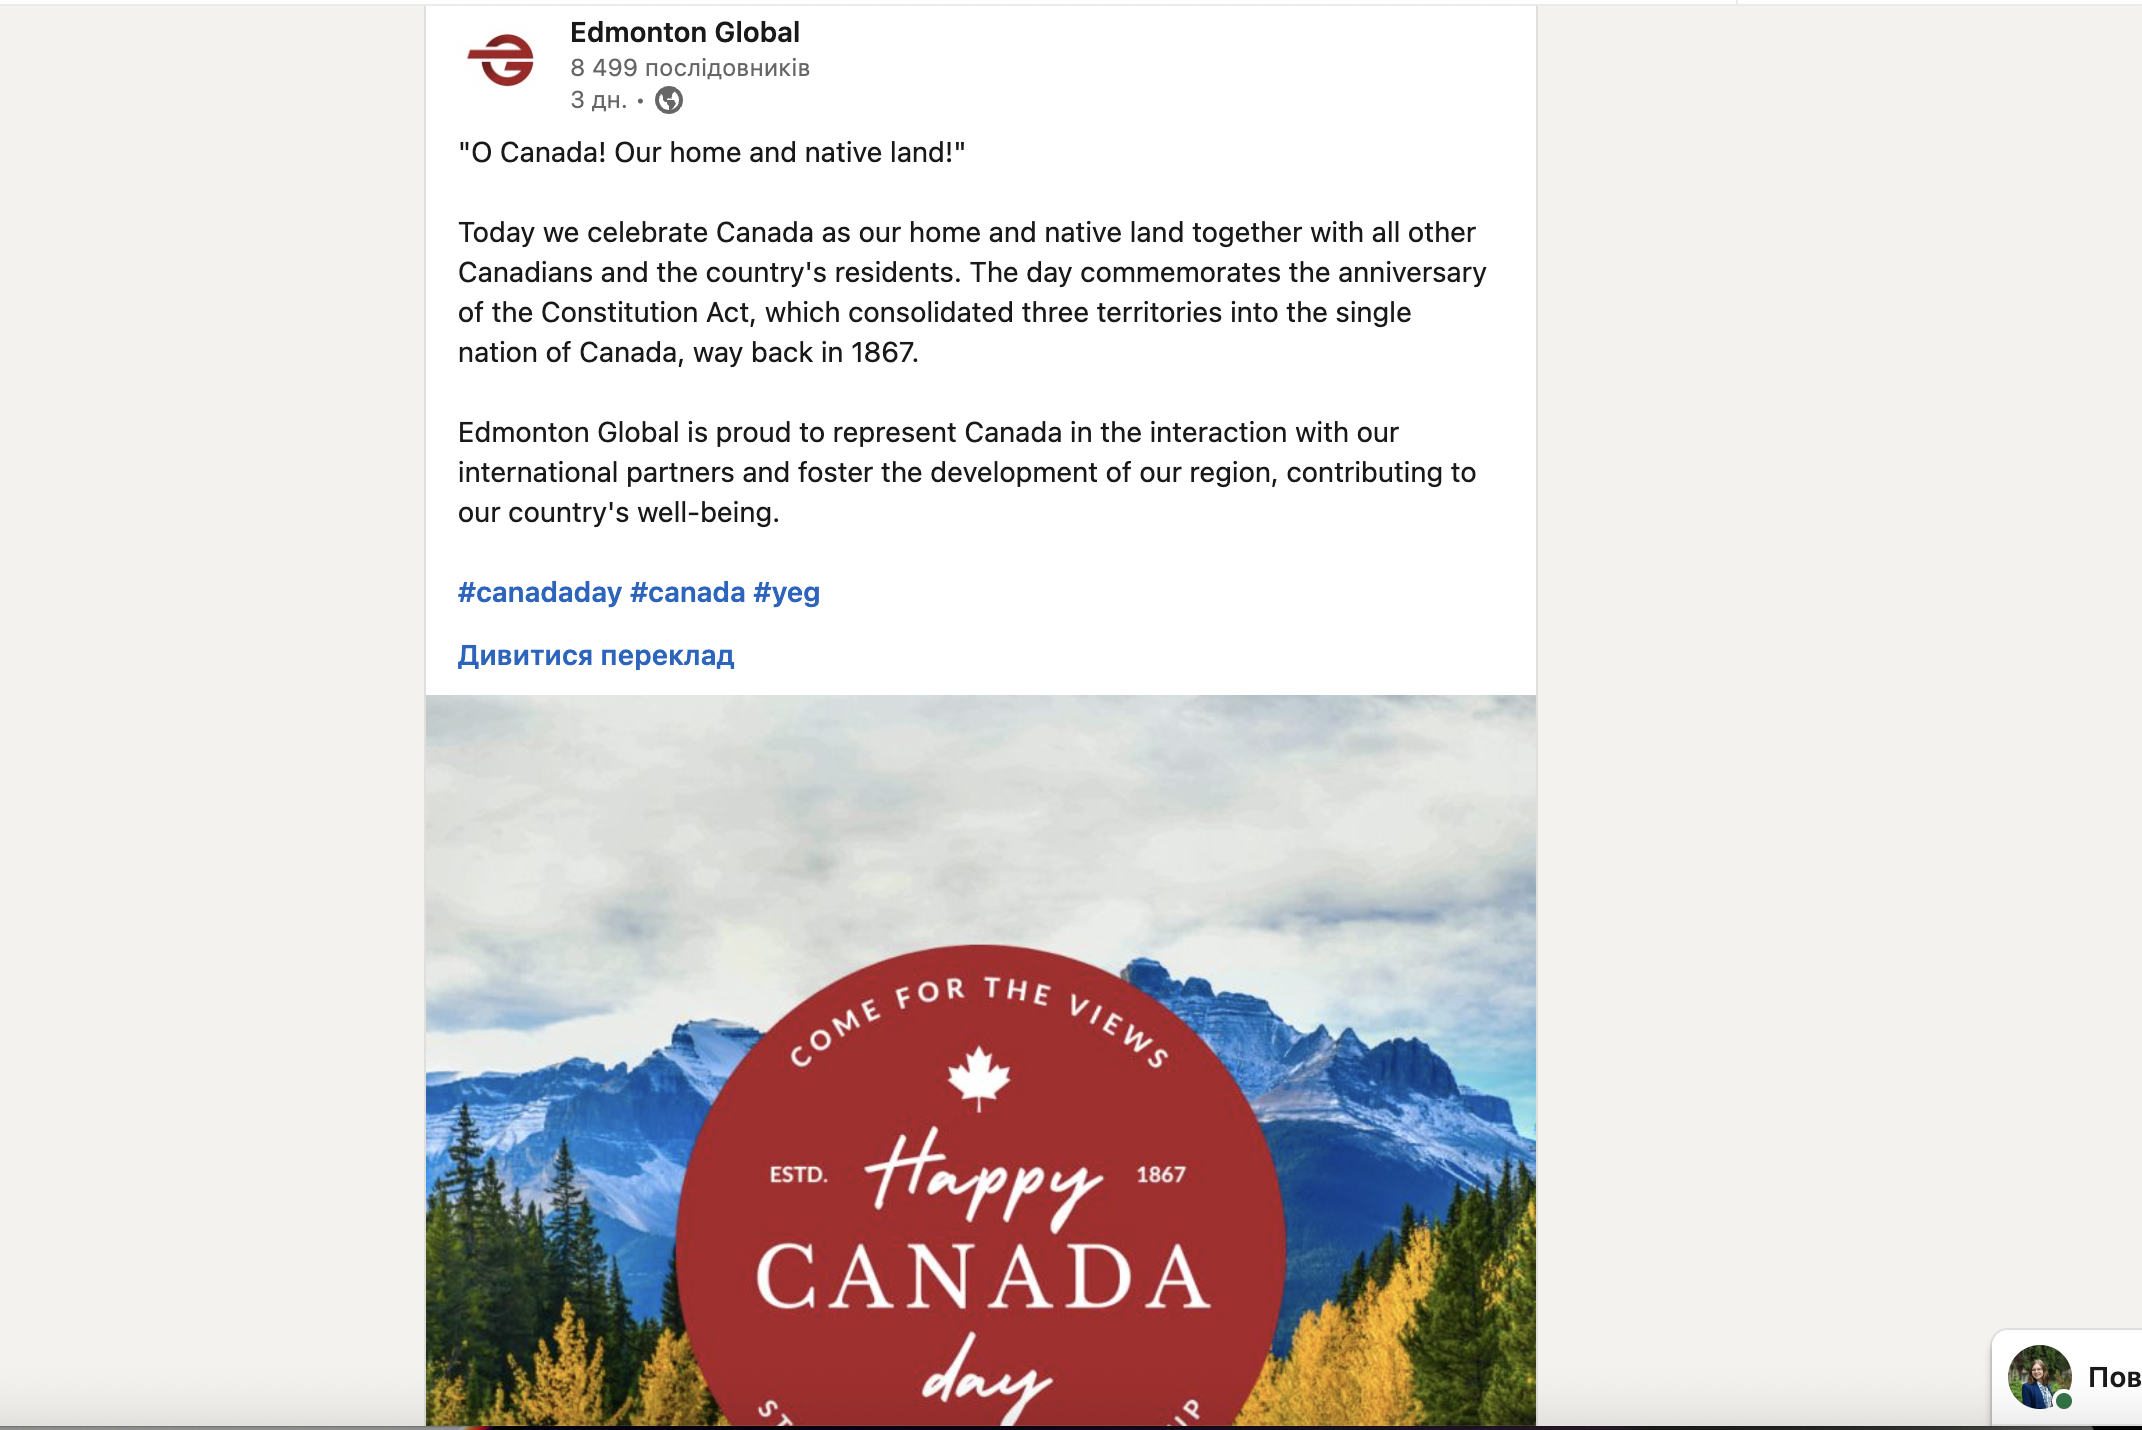 Edmonton Global
8 499 послідовників
3 дн. •
"O Canada! Our home and native land!"
Today we celebrate Canada as our home and native land together with all other
Canadians and the country's residents. The day commemorates the anniversary
of the Constitution Act, which consolidated three territories into the single
nation of Canada, way back in 1867.
Edmonton Global is proud to represent Canada in the interaction with our
international partners and foster the development of our region, contributing to
our country's well-being.
#canadaday #canada #yeg
Дивитися переклад
COME FOR THE VIEWS
ESTD. Happy 1867
CANADA
day
Пов